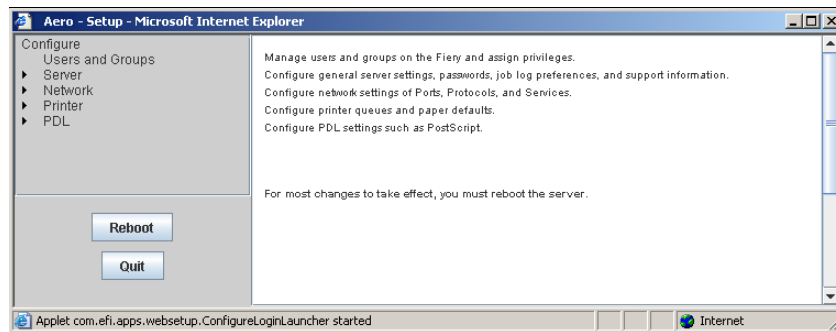 Aero - Setup - Microsoft Internet Explorer
Configure
Users and Groups
Server
Network
Printer
PDL
Manage users and groups on the Fiery and assign privileges.
Configure general server settings, passwords, job log preferences, and support information.
Configure network settings of Ports, Protocols, and Services.
Configure printer queues and paper defaults.
Configure PDL settings such as PostScript.
For most changes to take effect, you must reboot the server.
Reboot
Quit
Applet com.efi.apps.websetup.ConfigureLoginLauncher started
Internet